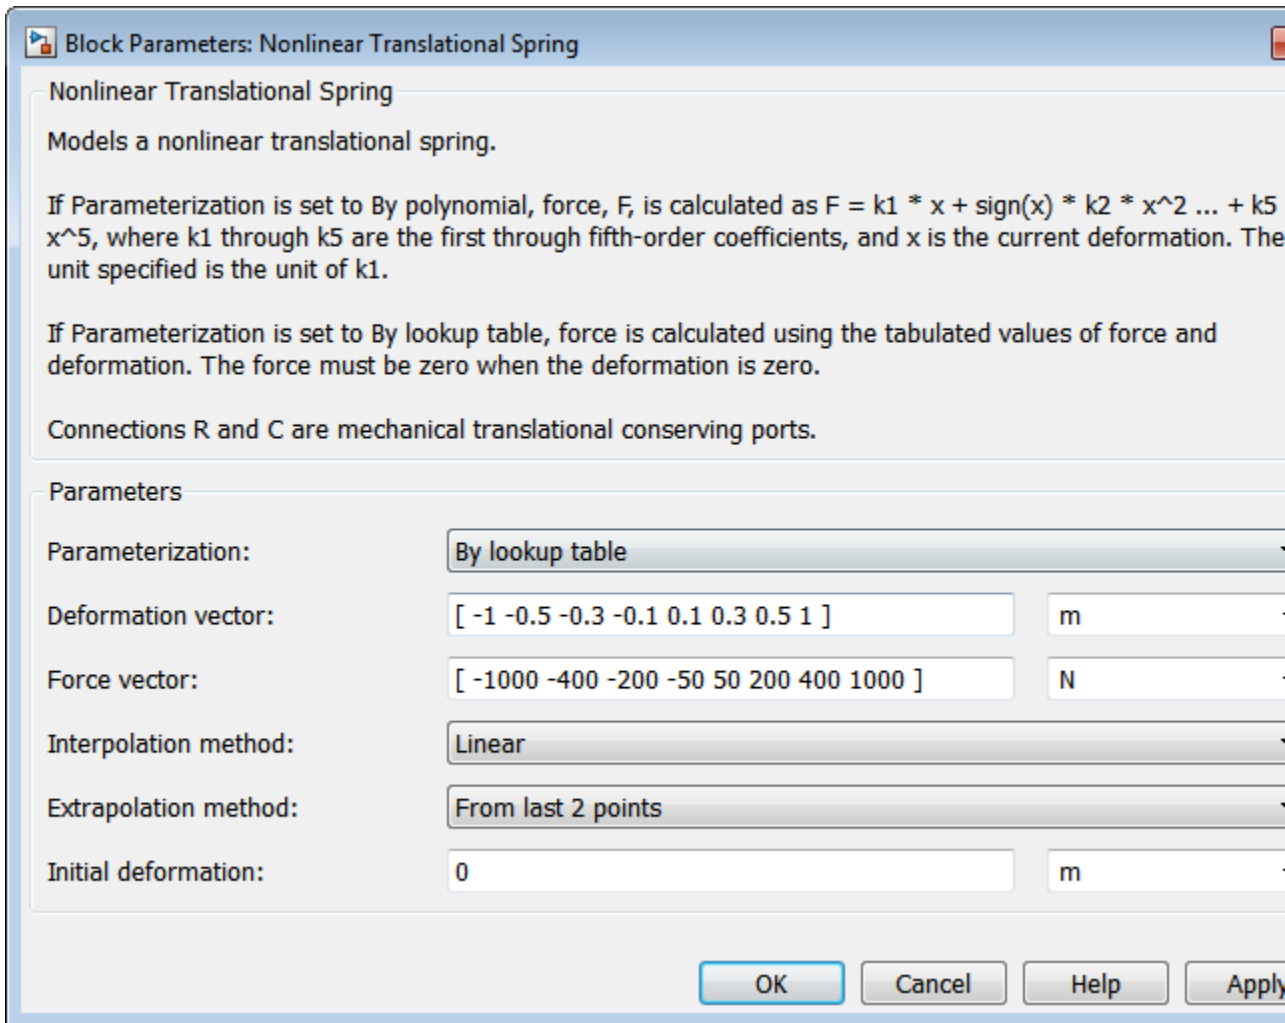 Block Parameters: Nonlinear Translational Spring
Nonlinear Translational Spring
Models a nonlinear translational spring.
If Parameterization is set to By polynomial, force, F, is calculated as F = k1 * x + sign(x) * k2 * x^2 ... + k5
x^5, where k1 through k5 are the first through fifth-order coefficients, and x is the current deformation. The
unit specified is the unit of k1.
If Parameterization is set to By lookup table, force is calculated using the tabulated values of force and
deformation. The force must be zero when the deformation is zero.
Connections R and C are mechanical translational conserving ports.
Parameters
Parameterization: By lookup table
Deformation vector: [ -1 -0.5 -0.3 -0.1 0.1 0.3 0.5 1 ] m
Force vector: [ -1000 -400 -200 -50 50 200 400 1000 ] N
Interpolation method: Linear
Extrapolation method: From last 2 points
Initial deformation: 0 m
OK Cancel Help Apply